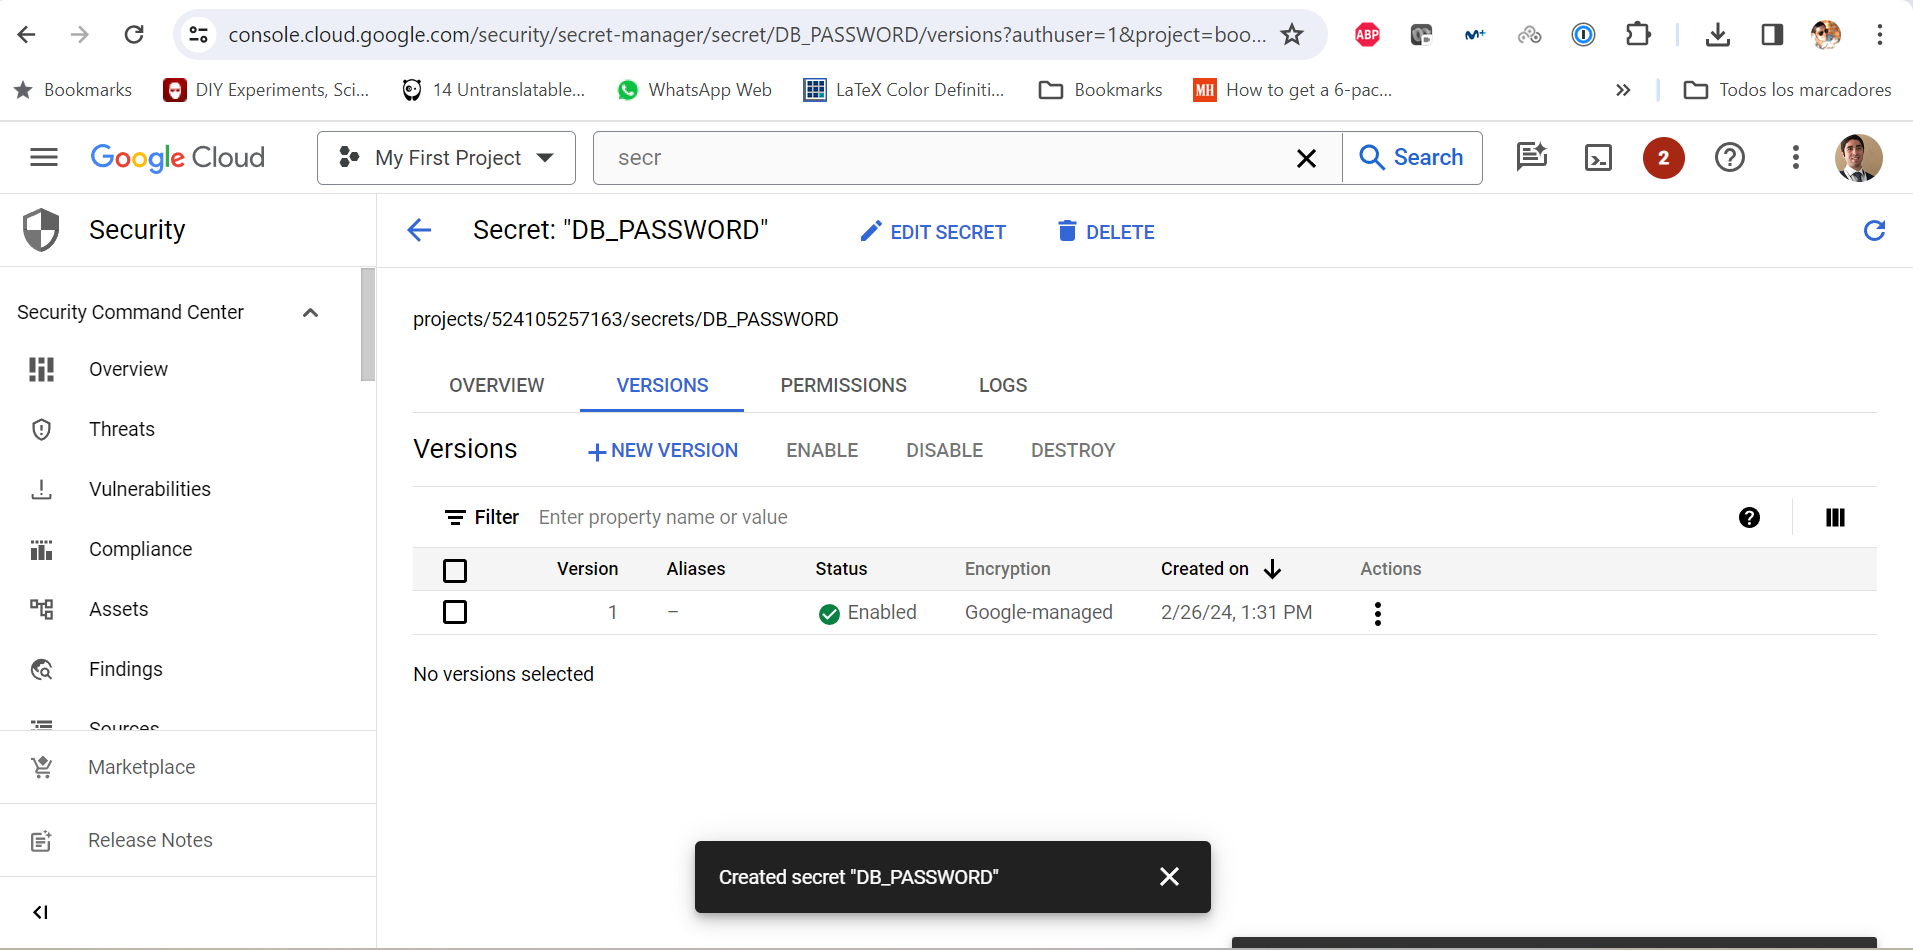 console.cloud.google.com/security/secret-manager/secret/DB_PASSWORD/versions?authuser=1&project=boo...
ABP
Bookmarks
DIY Experiments, Sci...
14 Untranslatable...
WhatsApp Web
LaTeX Color Definiti...
Bookmarks
MH
How to get a 6-pac...
Todos los marcadores
Google Cloud
My First Project
secr
Search
2
Security
Secret: "DB_PASSWORD"
EDIT SECRET
DELETE
Security Command Center
Overview
Threats
Vulnerabilities
Compliance
Assets
Findings
Sources
Marketplace
Release Notes
projects/524105257163/secrets/DB_PASSWORD
OVERVIEW
VERSIONS
PERMISSIONS
LOGS
Versions
+ NEW VERSION
ENABLE
DISABLE
DESTROY
Filter
Enter property name or value
Version
Aliases
Status
Encryption
Created on
Actions
1
–
Enabled
Google-managed
2/26/24, 1:31 PM
No versions selected
Created secret "DB_PASSWORD"